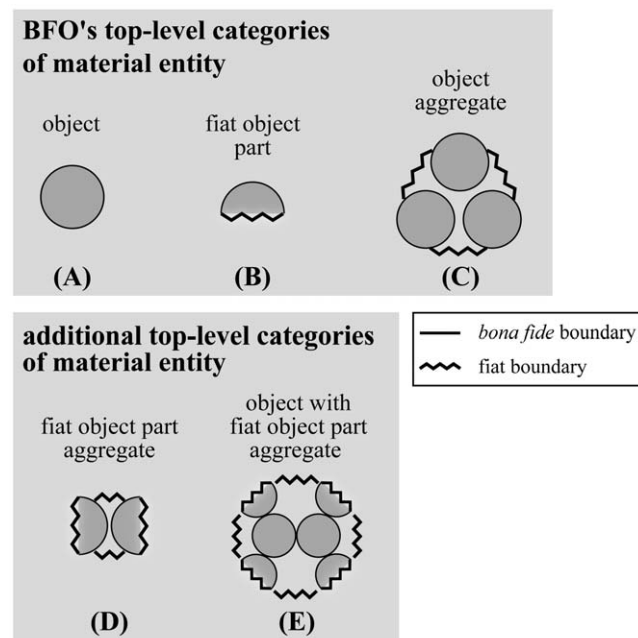 BFO's top-level categories
of material entity
object
fiat object
part
object
aggregate
(A)
(B)
(C)
additional top-level categories
of material entity
bona fide boundary
fiat boundary
fiat object part
aggregate
object with
fiat object part
aggregate
(D)
(E)